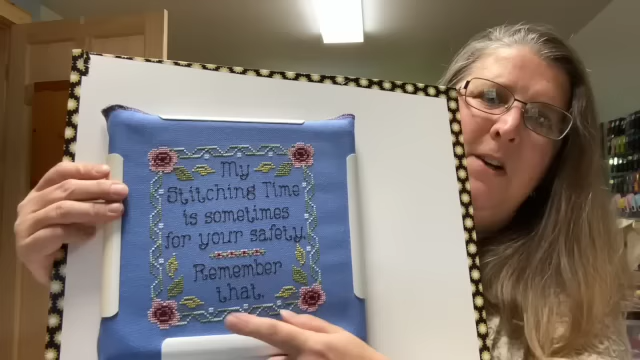 My
Stitching Time
is sometimes
for your safety.
Remember
that.